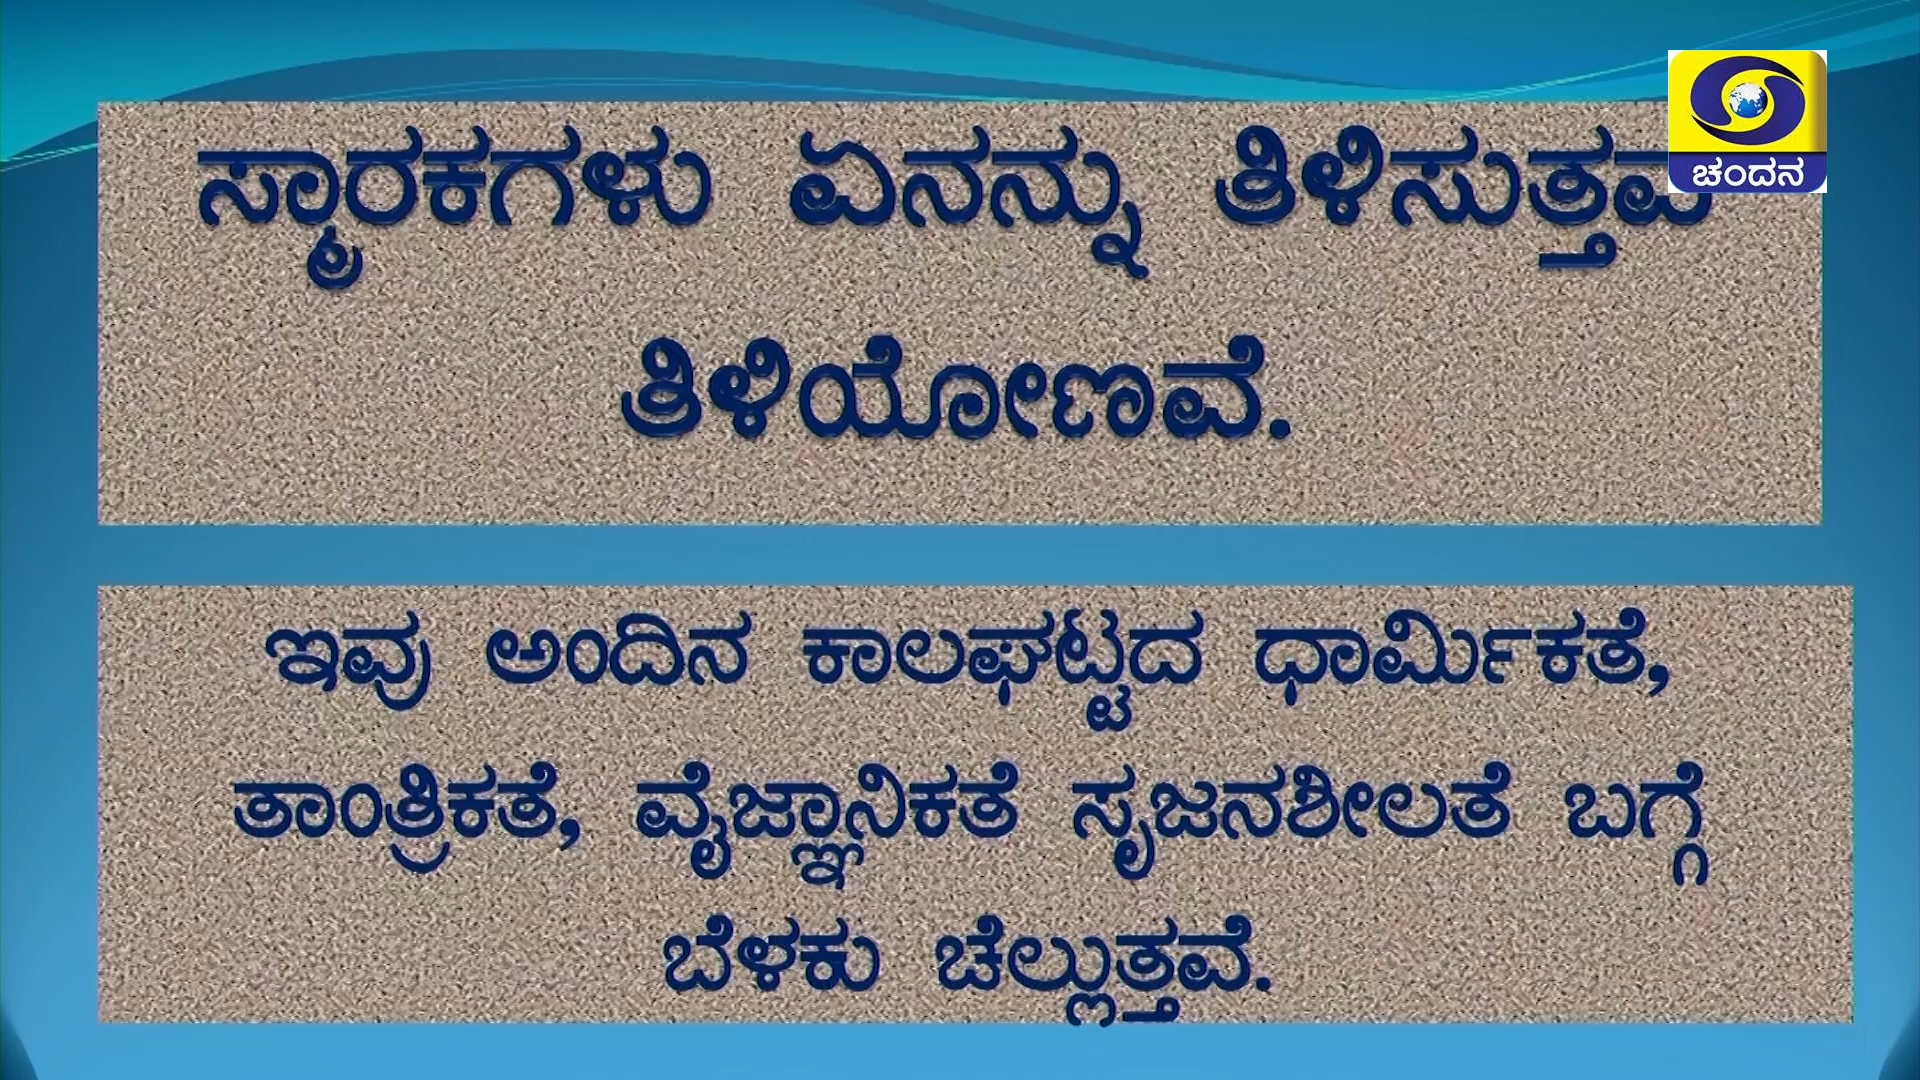 ಸ್ಮಾರಕಗಳು ಏನನ್ನು ತಿಳಿಸುತ್ತವ
ಚಂದನ
ತಿಳಿಯೋಣವೆ.
ಇವು ಅಂದಿನ ಕಾಲಘಟ್ಟದ ಧಾರ್ಮಿಕತೆ,
ತಾಂತ್ರಿಕತೆ, ವೈಜ್ಞಾನಿಕತೆ ಸೃಜನಶೀಲತೆ ಬಗ್ಗೆ
ಬೆಳಕು ಚೆಲ್ಲುತ್ತವೆ.